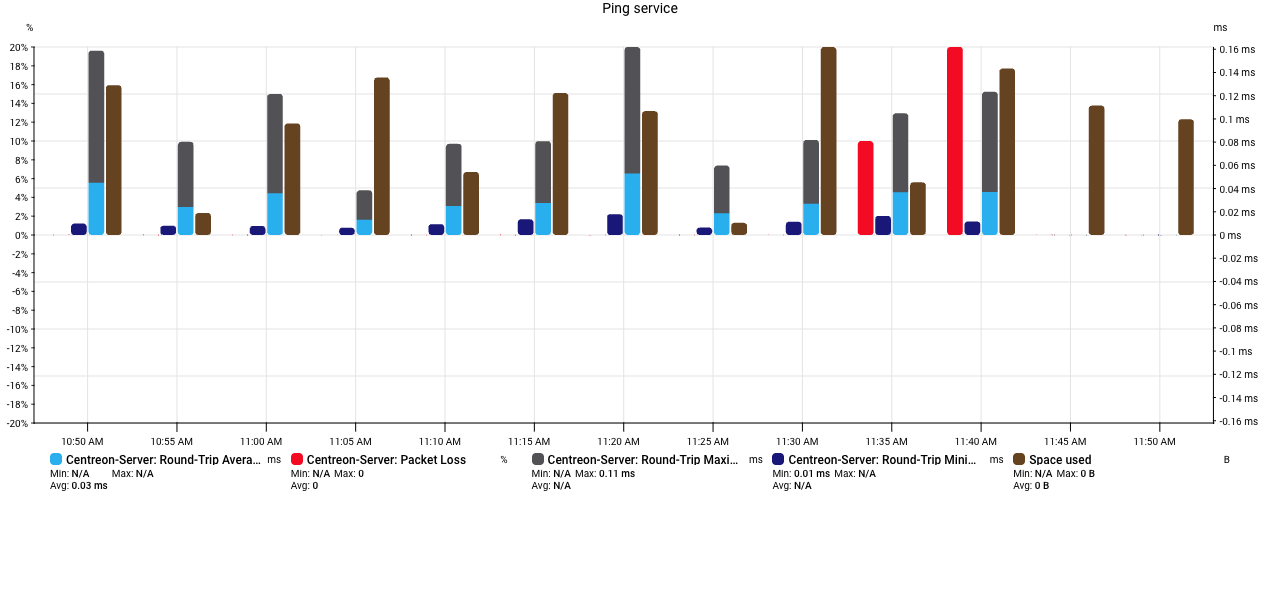 Ping service
%
ms
20%
18%
16%
14%
12%
10%
8%
6%
4%
2%
0%
-2%
-4%
-6%
-8%
-10%
-12%
-14%
-16%
-18%
-20%
0.16 ms
0.14 ms
0.12 ms
0.1 ms
0.08 ms
0.06 ms
0.04 ms
0.02 ms
0 ms
-0.02 ms
-0.04 ms
-0.06 ms
-0.08 ms
-0.1 ms
-0.12 ms
-0.14 ms
-0.16 ms
10:50 AM 10:55 AM 11:00 AM 11:05 AM 11:10 AM 11:15 AM 11:20 AM 11:25 AM 11:30 AM 11:35 AM 11:40 AM 11:45 AM 11:50 AM
Centreon-Server: Round-Trip Avera... ms
Min: N/A Max: N/A
Avg: 0.03 ms
Centreon-Server: Packet Loss %
Min: N/A Max: 0
Avg: 0
Centreon-Server: Round-Trip Maxi... ms
Min: N/A Max: 0.11 ms
Avg: N/A
Centreon-Server: Round-Trip Mini... ms
Min: 0.01 ms Max: N/A
Avg: N/A
Space used B
Min: N/A Max: 0 B
Avg: 0 B